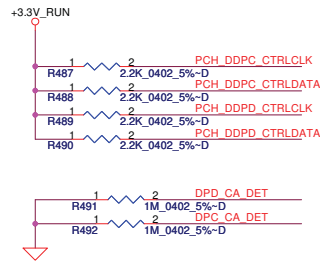 +3.3V_RUN
1 2 PCH_DDPC_CTRLCLK
R487 2.2K_0402_5%~D
1 2 PCH_DDPC_CTRLDATA
R488 2.2K_0402_5%~D
1 2 PCH_DDPD_CTRLCLK
R489 2.2K_0402_5%~D
1 2 PCH_DDPD_CTRLDATA
R490 2.2K_0402_5%~D
1 2 DPD_CA_DET
R491 1M_0402_5%~D
1 2 DPC_CA_DET
R492 1M_0402_5%~D